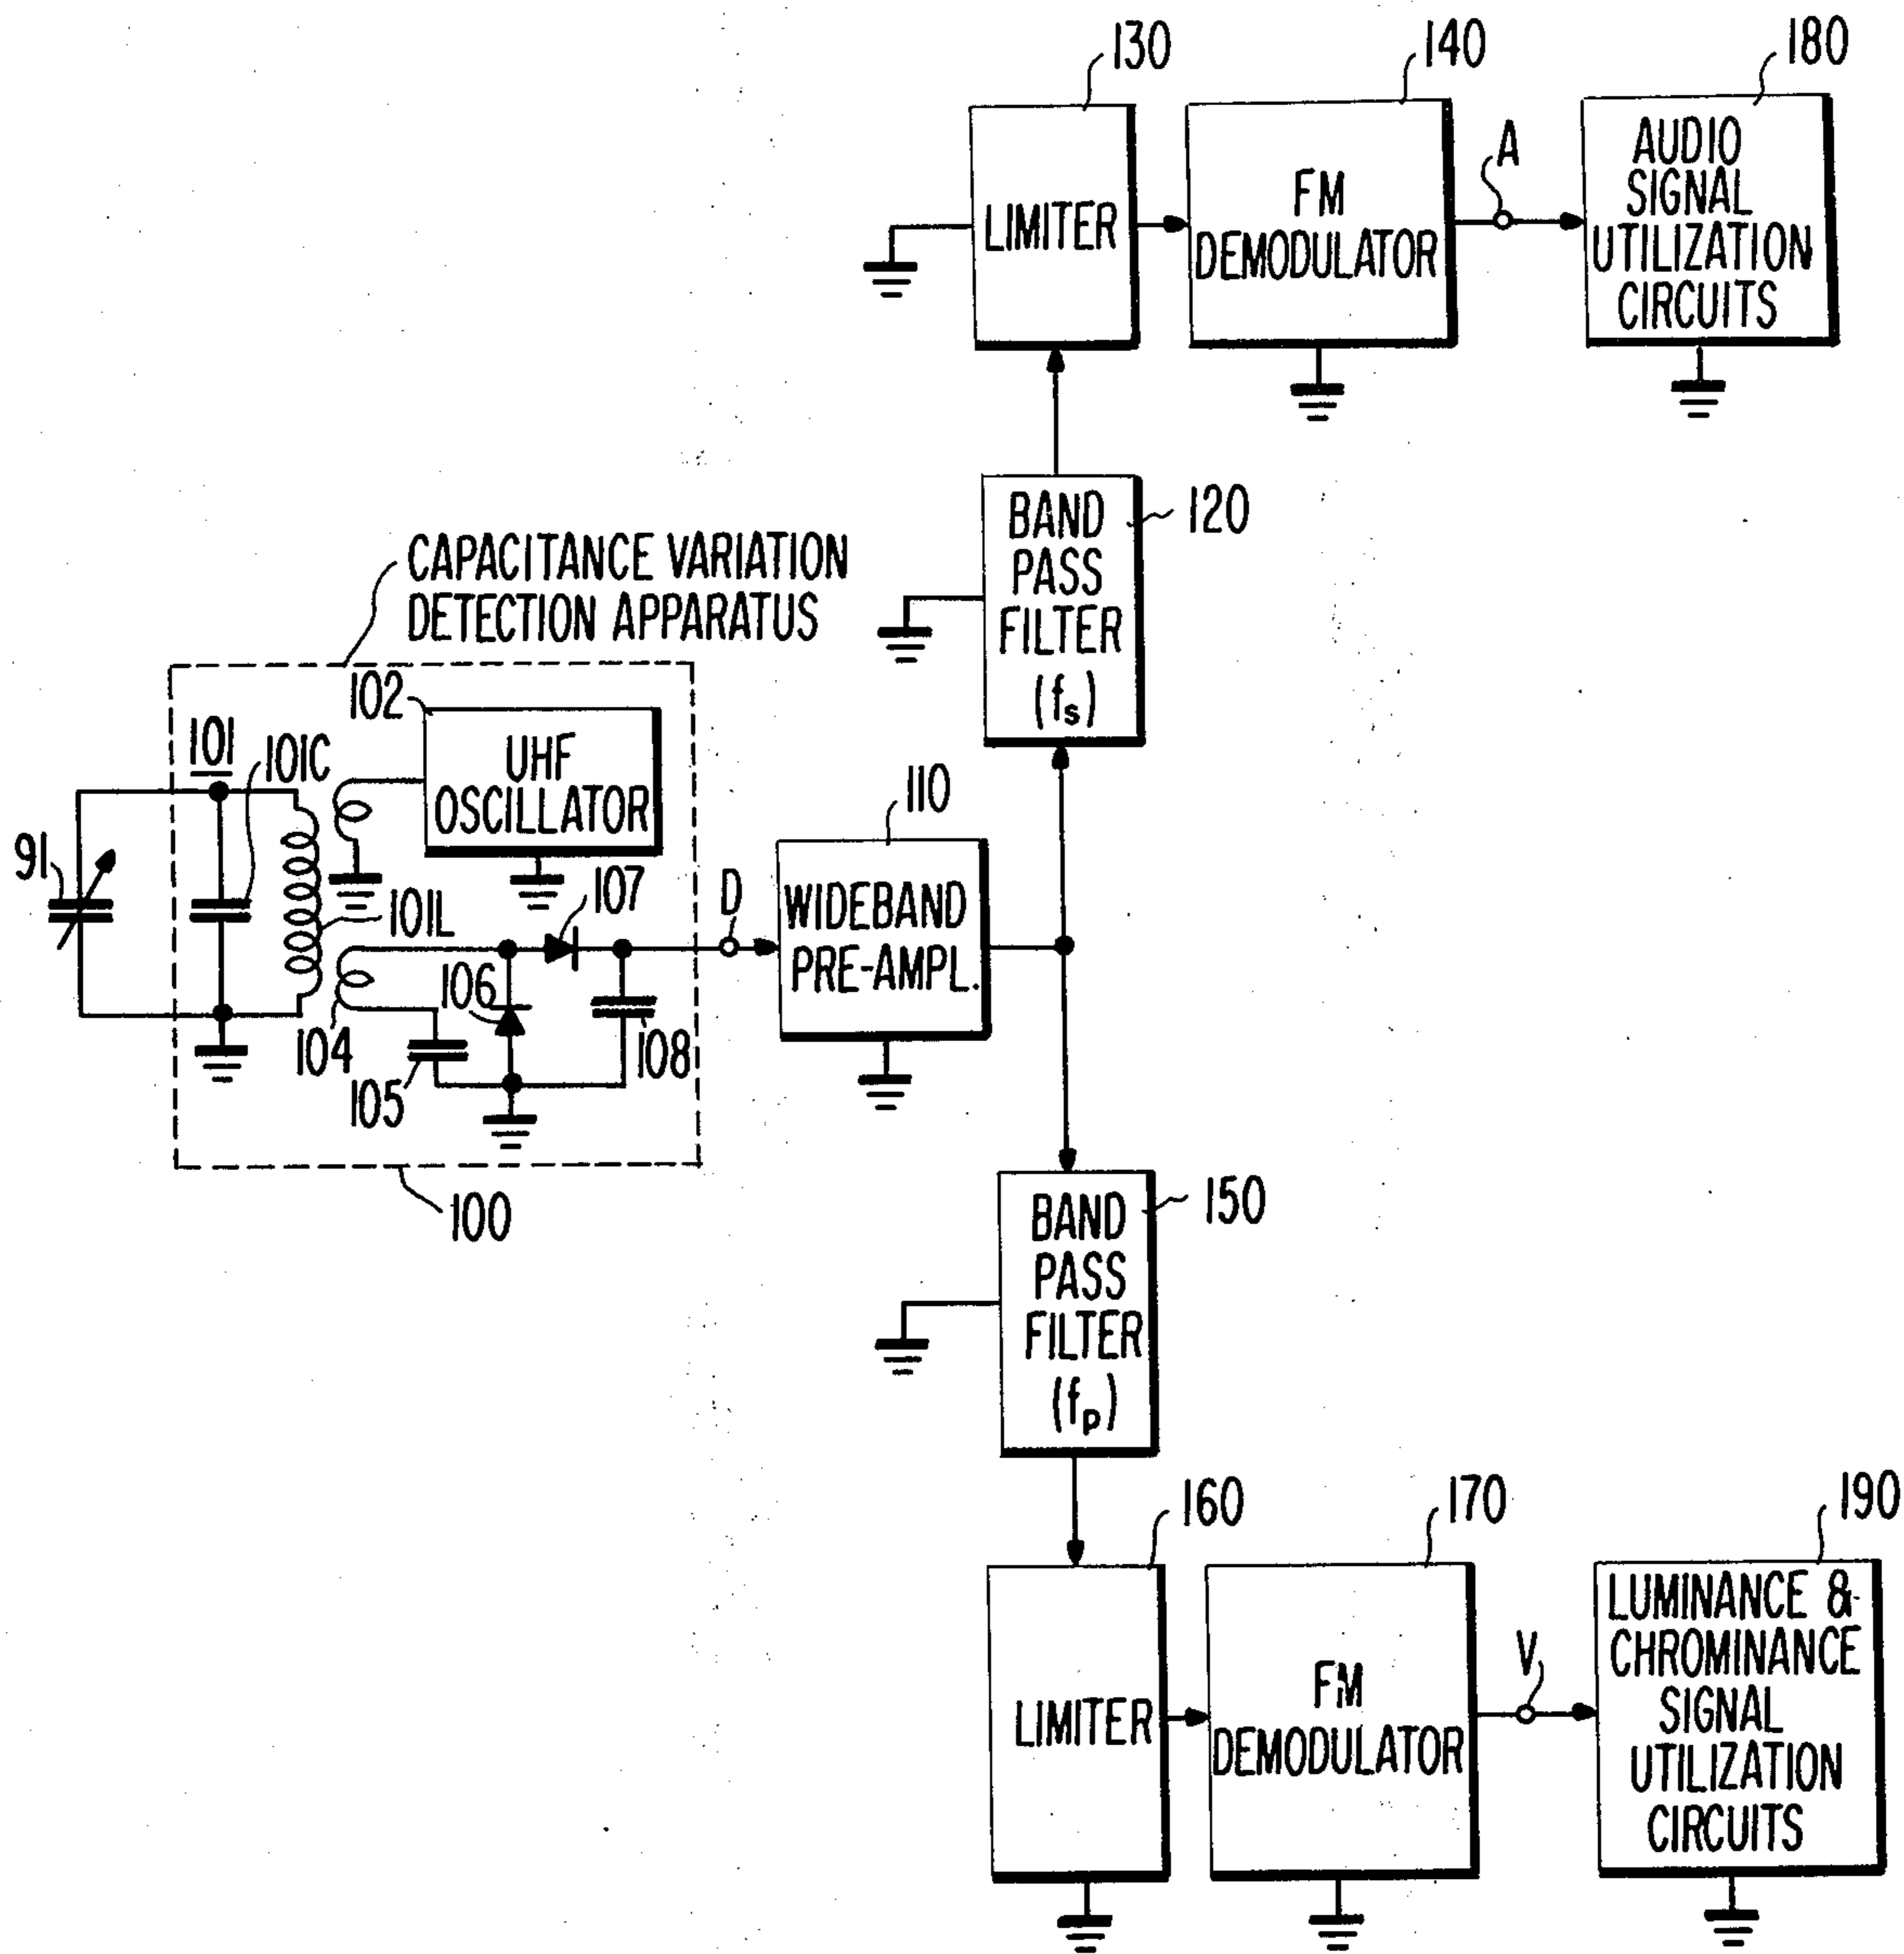 130
140
180
LIMITER
FM
DEMODULATOR
A
AUDIO
SIGNAL
UTILIZATION
CIRCUITS
BAND
PASS
FILTER
(fs)
120
CAPACITANCE VARIATION
DETECTION APPARATUS
102
UHF
OSCILLATOR
101
101C
91
101L
107
D
110
WIDEBAND
PRE-AMPL.
106
104
105
108
100
BAND
PASS
FILTER
(fp)
150
160
170
190
LIMITER
FM
DEMODULATOR
V
LUMINANCE &
CHROMINANCE
SIGNAL
UTILIZATION
CIRCUITS